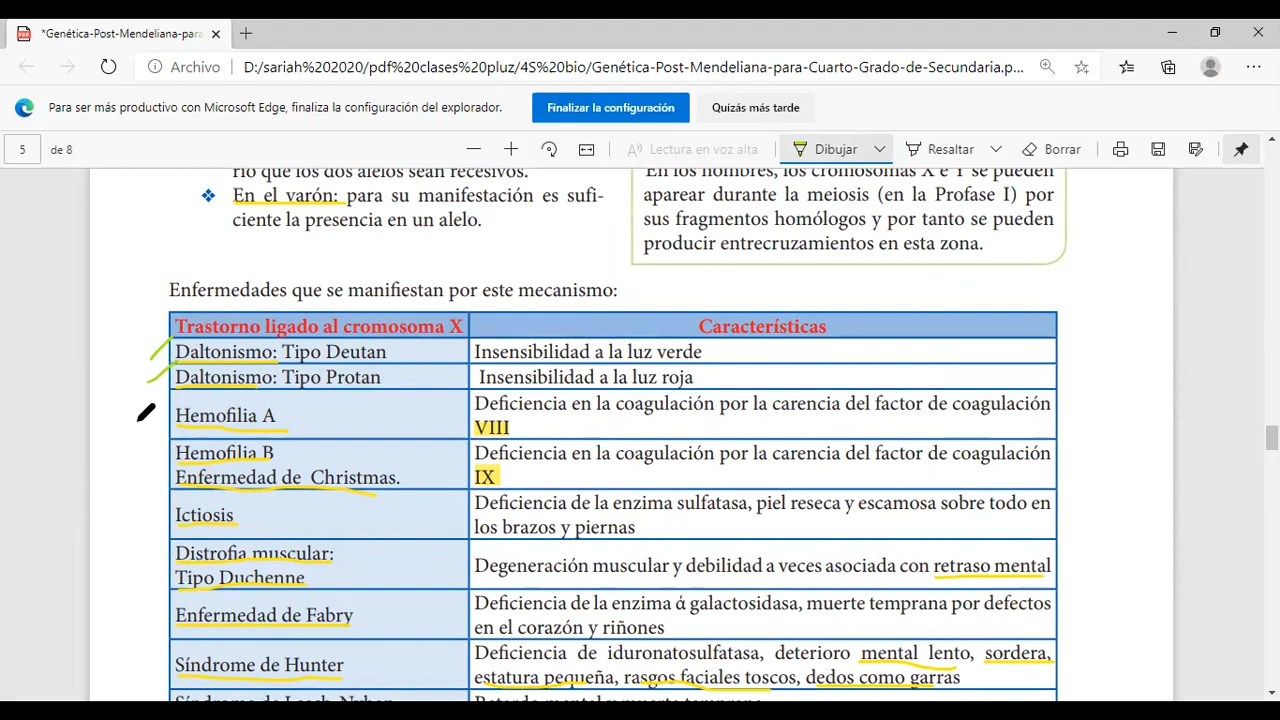 *Genética-Post-Mendeliana-para-
Archivo D:/sariah%202020/pdf%20clases%20pluz/4S%20bio/Genética-Post-Mendeliana-para-Cuarto-Grado-de-Secundaria.p...
Para ser más productivo con Microsoft Edge, finaliza la configuración del explorador. Finalizar la configuración Quizás más tarde
5 de 8 Lectura en voz alta Dibujar Resaltar Borrar
rio que los dos alelos sean recesivos.
❖ En el varón: para su manifestación es sufi-
ciente la presencia en un alelo.
En los hombres, los cromosomas X e Y se pueden
aparear durante la meiosis (en la Profase I) por
sus fragmentos homólogos y por tanto se pueden
producir entrecruzamientos en esta zona.
Enfermedades que se manifiestan por este mecanismo:
Trastorno ligado al cromosoma X Características
Daltonismo: Tipo Deutan Insensibilidad a la luz verde
Daltonismo: Tipo Protan Insensibilidad a la luz roja
Hemofilia A
Deficiencia en la coagulación por la carencia del factor de coagulación
VIII
Hemofilia B
Enfermedad de Christmas.
Deficiencia en la coagulación por la carencia del factor de coagulación
IX
Ictiosis
Deficiencia de la enzima sulfatasa, piel reseca y escamosa sobre todo en
los brazos y piernas
Distrofia muscular:
Tipo Duchenne
Degeneración muscular y debilidad a veces asociada con retraso mental
Enfermedad de Fabry
Deficiencia de la enzima ά galactosidasa, muerte temprana por defectos
en el corazón y riñones
Síndrome de Hunter
Deficiencia de iduronatosulfatasa, deterioro mental lento, sordera,
estatura pequeña, rasgos faciales toscos, dedos como garras
Síndrome de Lesch-Nyhan Retardo mental y muerte temprana